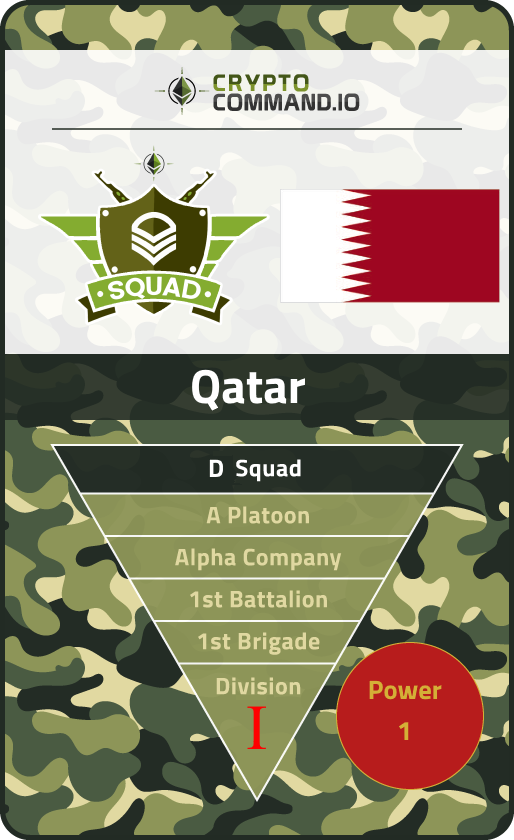 CRYPTO
COMMAND.IO
SQUAD
Qatar
D Squad
A Platoon
Alpha Company
1st Battalion
1st Brigade
Division
I
Power
1